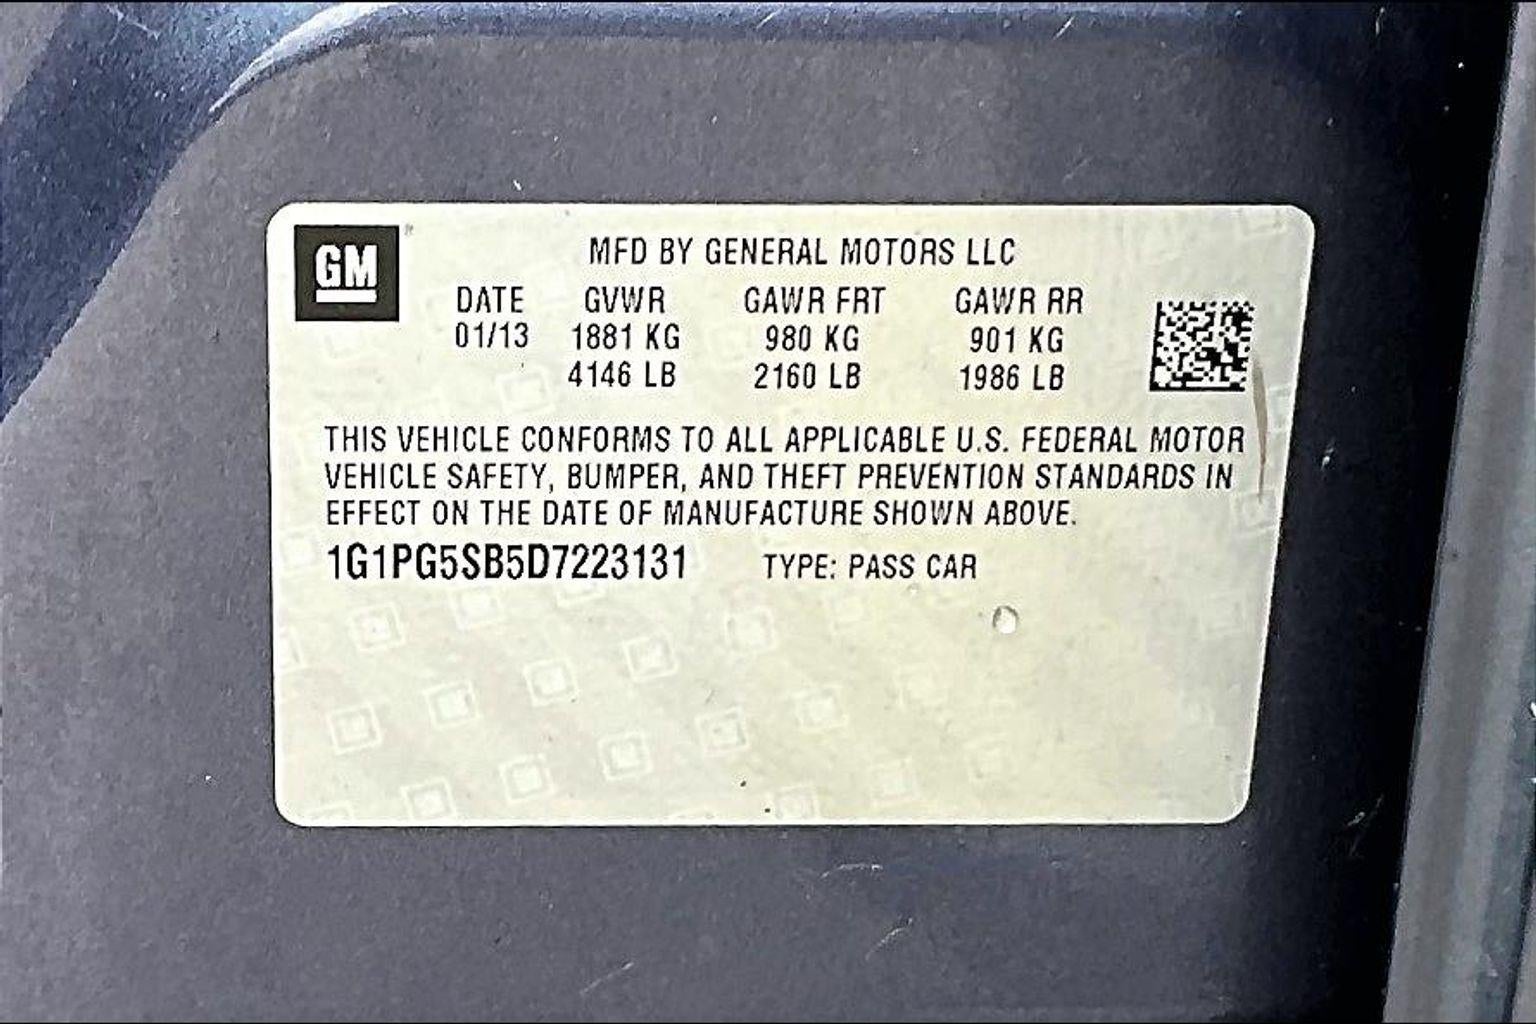 GM
MFD BY GENERAL MOTORS LLC
DATE GVWR GAWR FRT GAWR RR
01/13 1881 KG 980 KG 901 KG
4146 LB 2160 LB 1986 LB
THIS VEHICLE CONFORMS TO ALL APPLICABLE U.S. FEDERAL MOTOR
VEHICLE SAFETY, BUMPER, AND THEFT PREVENTION STANDARDS IN
EFFECT ON THE DATE OF MANUFACTURE SHOWN ABOVE.
1G1PG5SB5D7223131 TYPE: PASS CAR